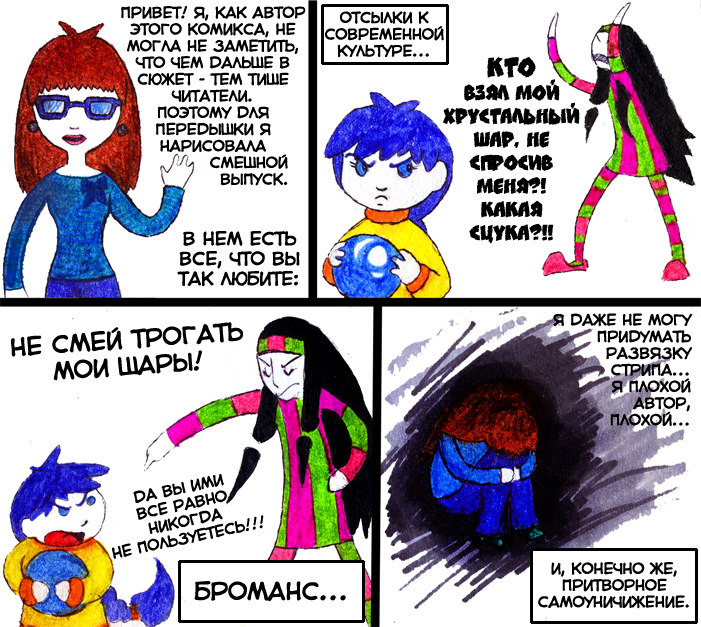 ПРИВЕТ! Я, КАК АВТОР
ЭТОГО КОМИКСА, НЕ
МОГЛА НЕ ЗАМЕТИТЬ,
ЧТО ЧЕМ ДАЛЬШЕ В
СЮЖЕТ - ТЕМ ТИШЕ
ЧИТАТЕЛИ.
ПОЭТОМУ ДЛЯ
ПЕРЕДЫШКИ Я
НАРИСОВАЛА
СМЕШНОЙ
ВЫПУСК.
В НЕМ ЕСТЬ
ВСЕ, ЧТО ВЫ
ТАК ЛЮБИТЕ:
ОТСЫЛКИ К
СОВРЕМЕННОЙ
КУЛЬТУРЕ...
КТО
ВЗЯЛ МОЙ
ХРУСТАЛЬНЫЙ
ШАР, НЕ
СПРОСИВ
МЕНЯ?!
КАКАЯ
СЦУКА?!!
НЕ СМЕЙ ТРОГАТЬ
МОИ ШАРЫ!
ДА ВЫ ИМИ
ВСЕ РАВНО
НИКОГДА
НЕ ПОЛЬЗУЕТЕСЬ!!!
БРОМАНС...
Я ДАЖЕ НЕ МОГУ
ПРИДУМАТЬ
РАЗВЯЗКУ
СТРИПА...
Я ПЛОХОЙ
АВТОР,
ПЛОХОЙ...
И, КОНЕЧНО ЖЕ,
ПРИТВОРНОЕ
САМОУНИЧИЖЕНИЕ.